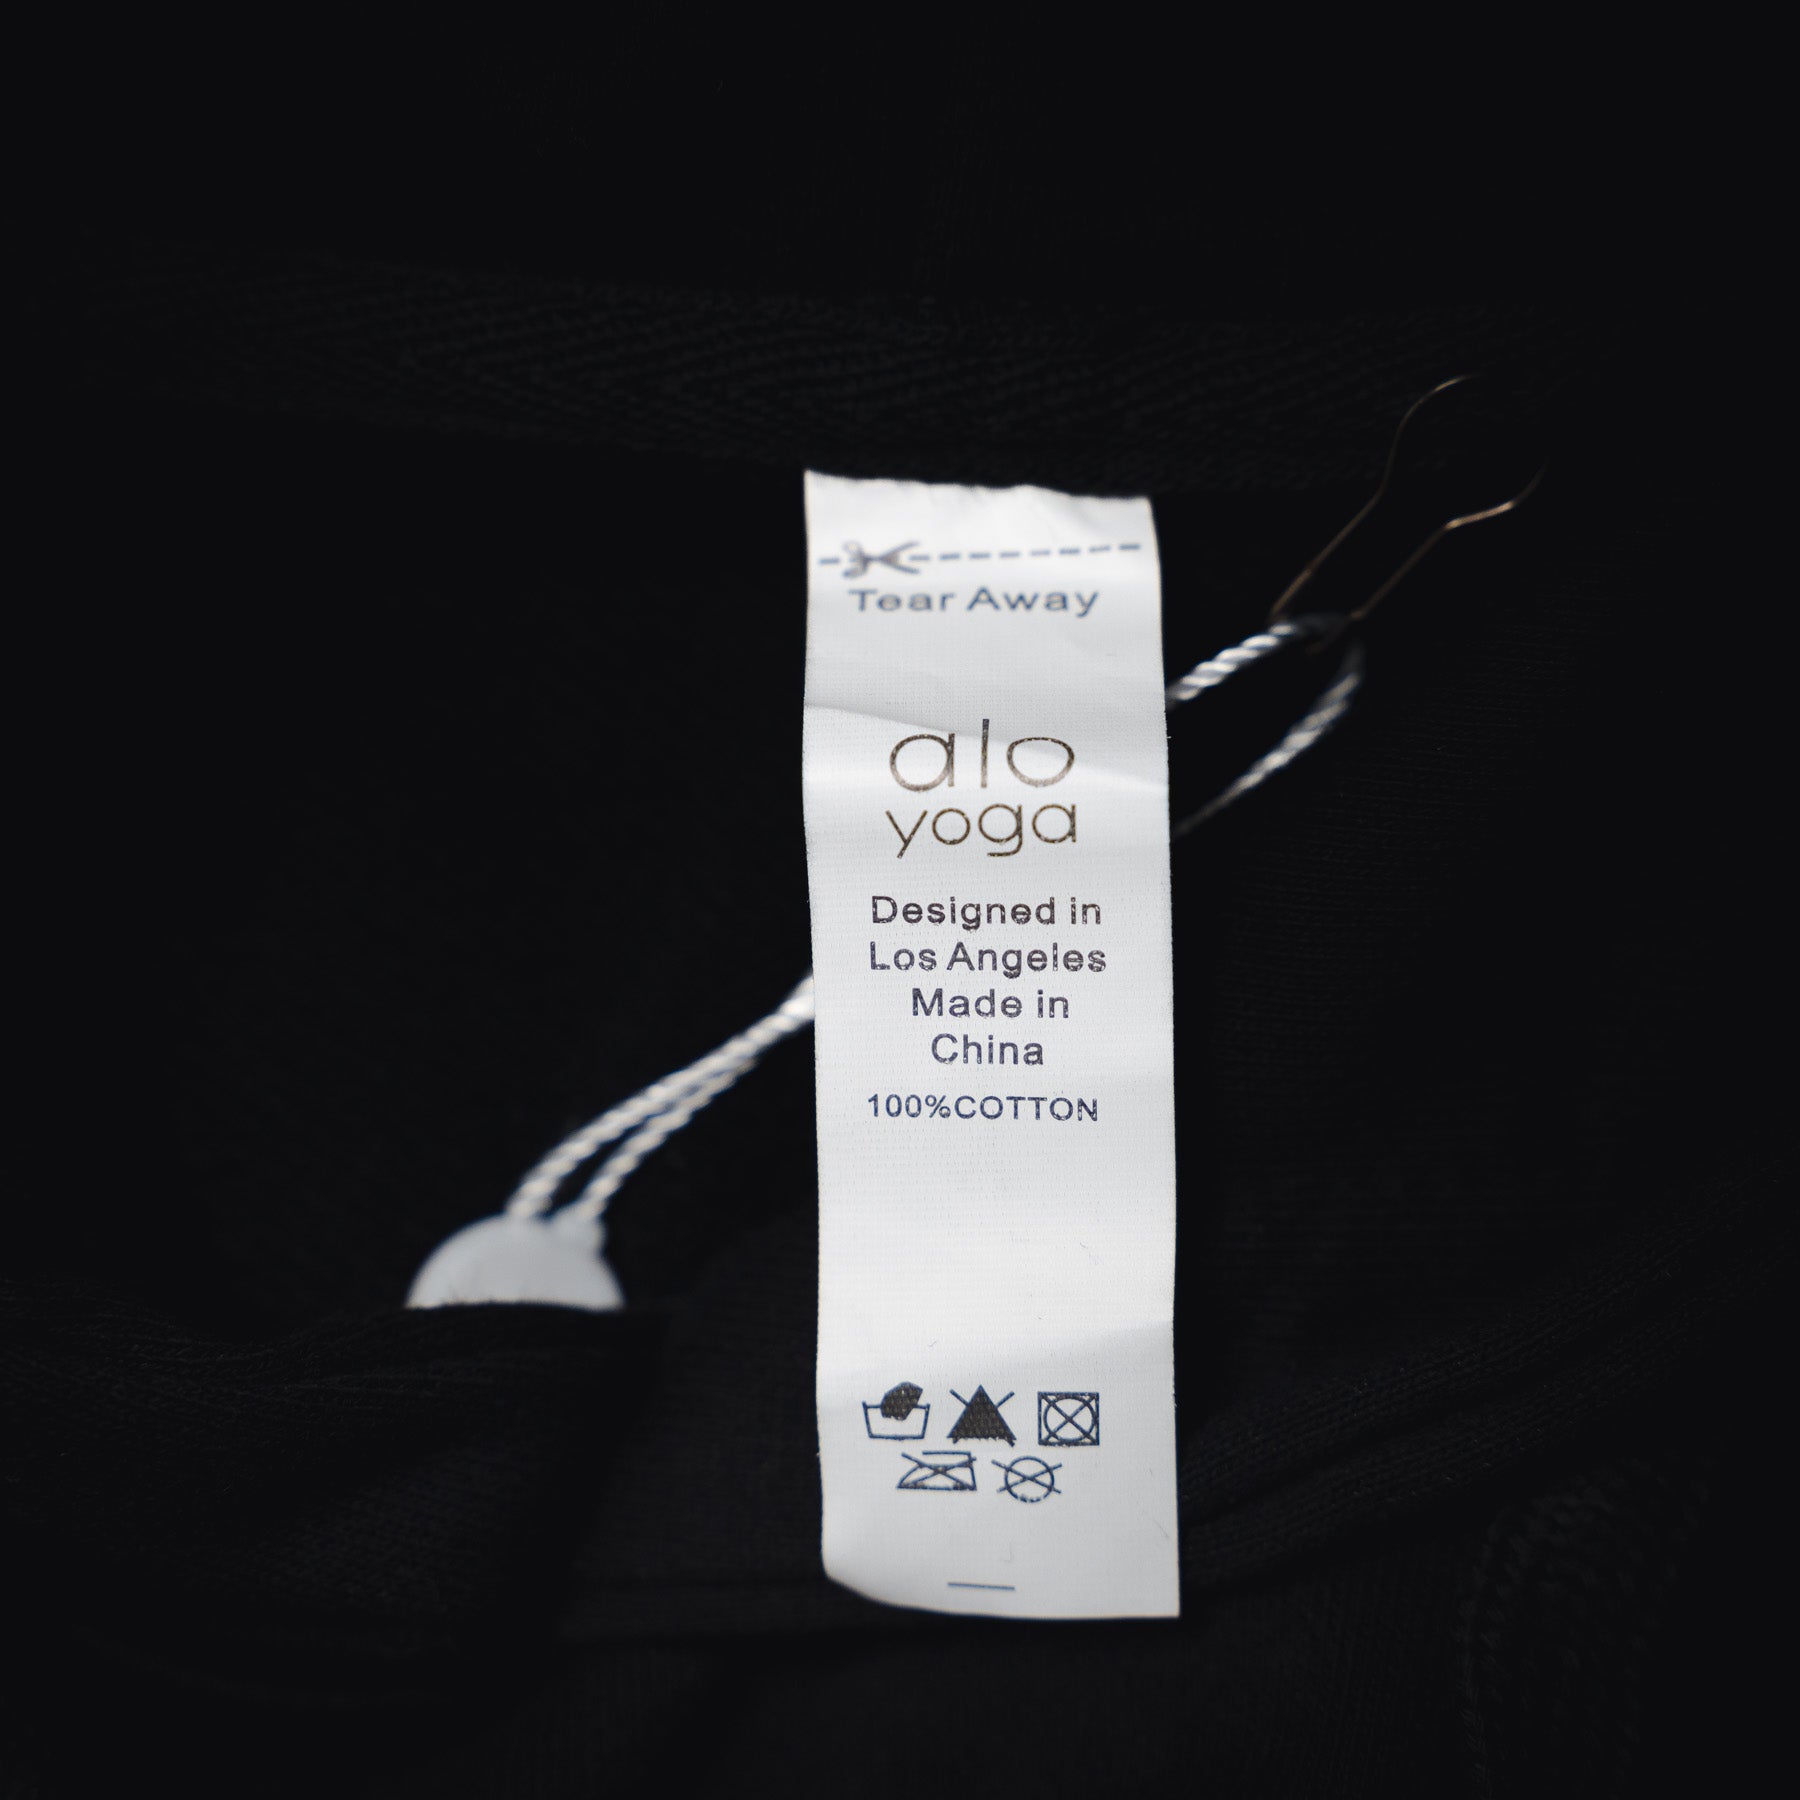 Tear Away
alo
yoga
Designed in
Los Angeles
Made in
China
100%COTTON